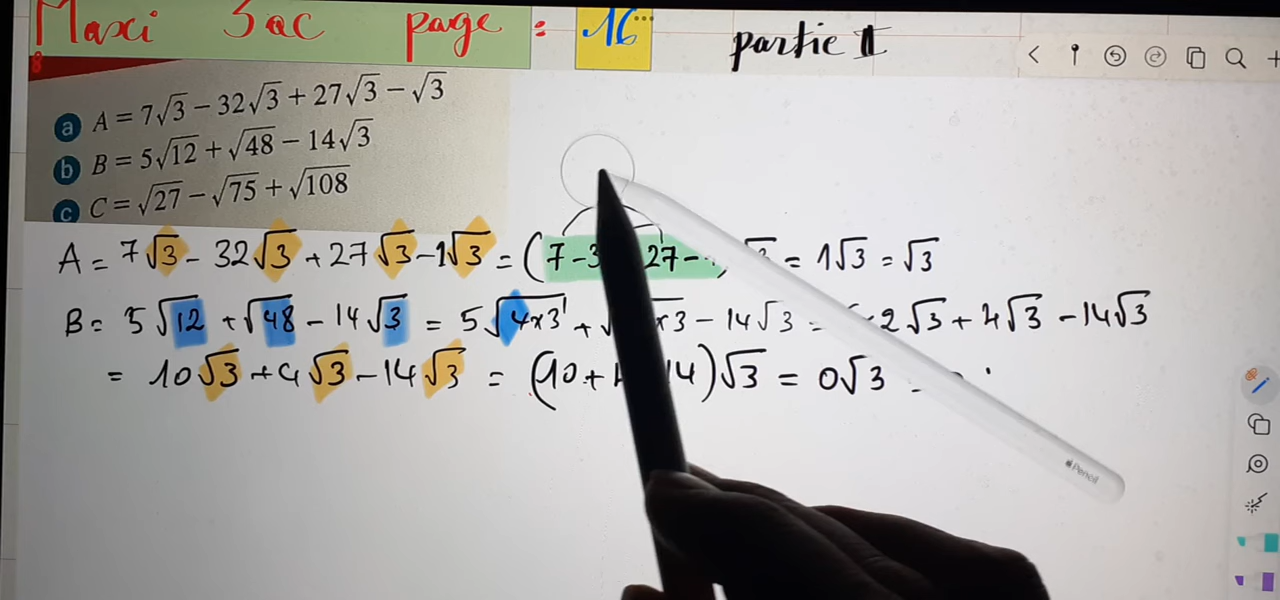 Maxi 3ac page : 16 partie I
a A = 7√3 − 32√3 + 27√3 − √3
b B = 5√12 + √48 − 14√3
c C = √27 − √75 + √108
A = 7√3 - 32√3 + 27√3 - 1√3 = (7 - 3 27 - = 1√3 = √3
B = 5√12 + √48 - 14√3 = 5√4×3 + ×3 - 14√3 = 2√3 + 4√3 - 14√3
= 10√3 + 4√3 - 14√3 = (10 + 14)√3 = 0√3
Pencil